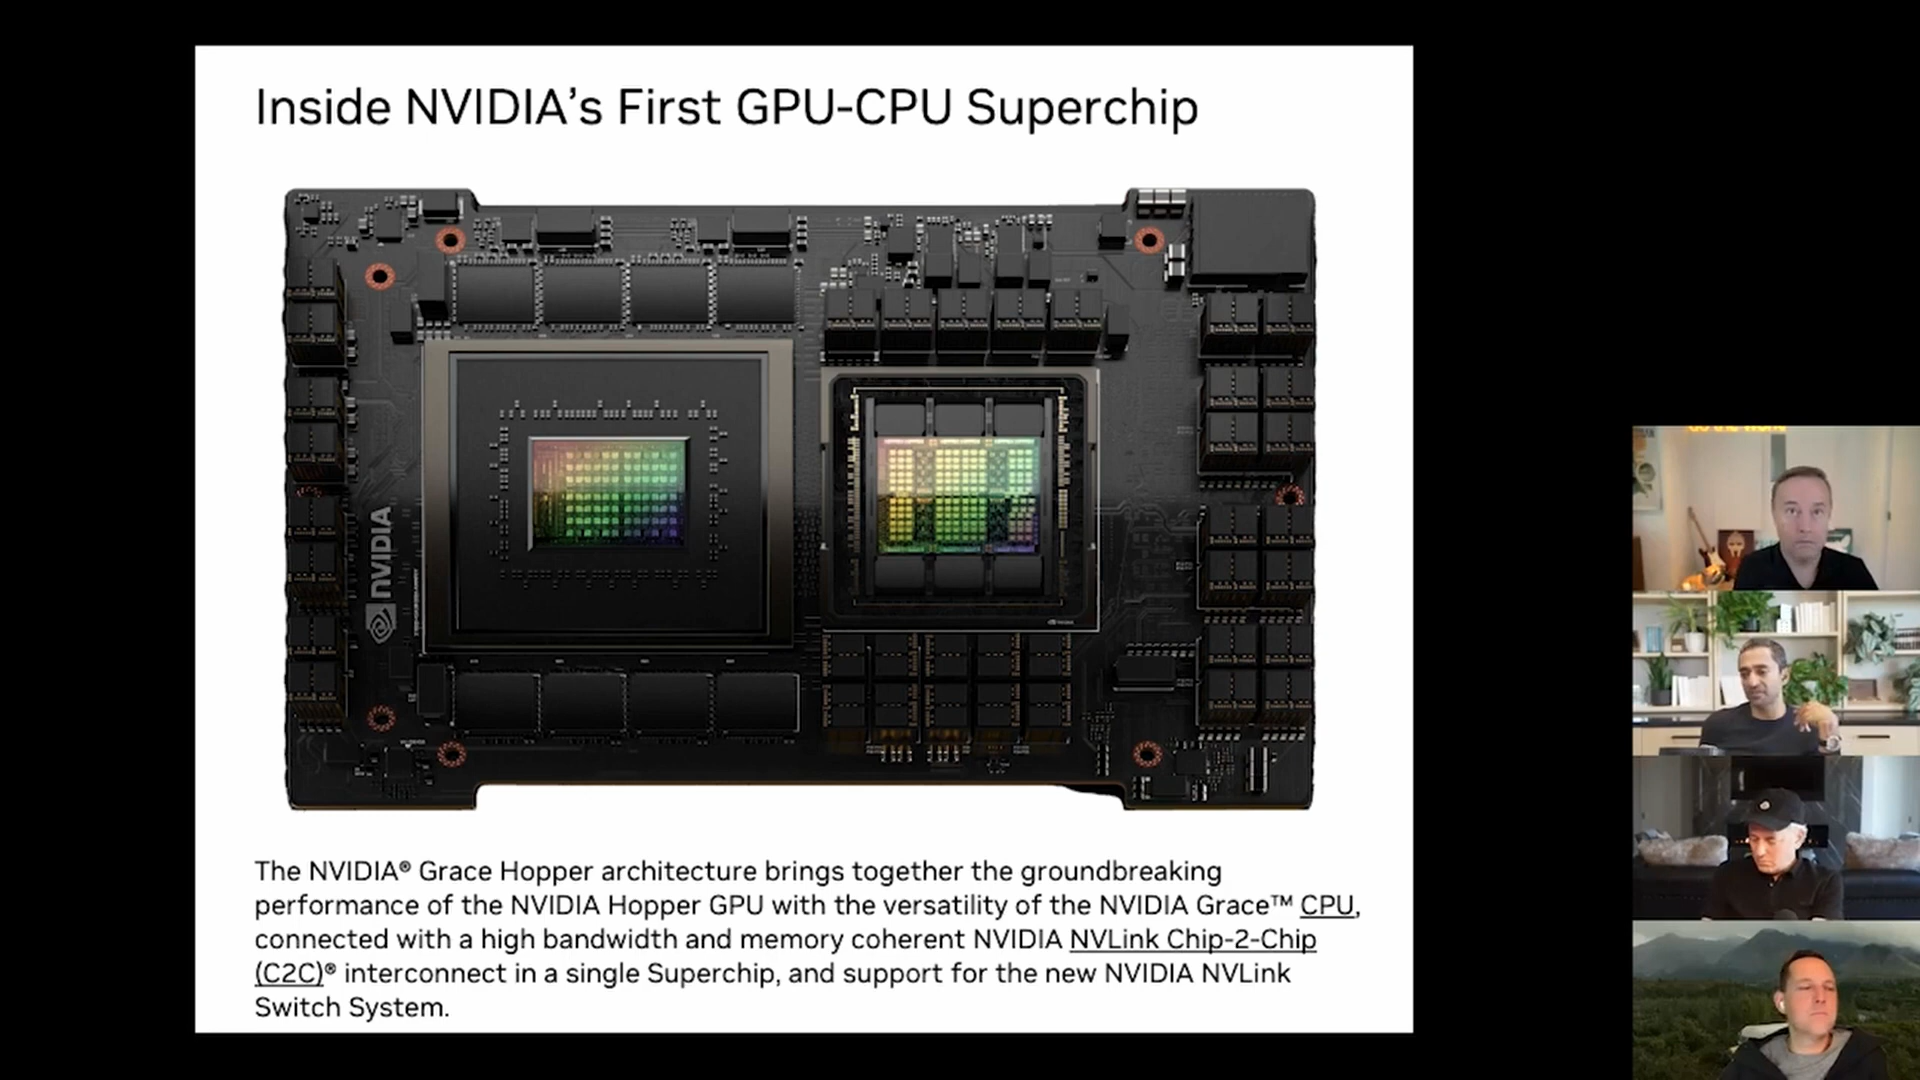 Inside NVIDIA’s First GPU-CPU Superchip
nVIDIA
The NVIDIA® Grace Hopper architecture brings together the groundbreaking
performance of the NVIDIA Hopper GPU with the versatility of the NVIDIA Grace™ CPU,
connected with a high bandwidth and memory coherent NVIDIA NVLink Chip-2-Chip
(C2C)® interconnect in a single Superchip, and support for the new NVIDIA NVLink
Switch System.